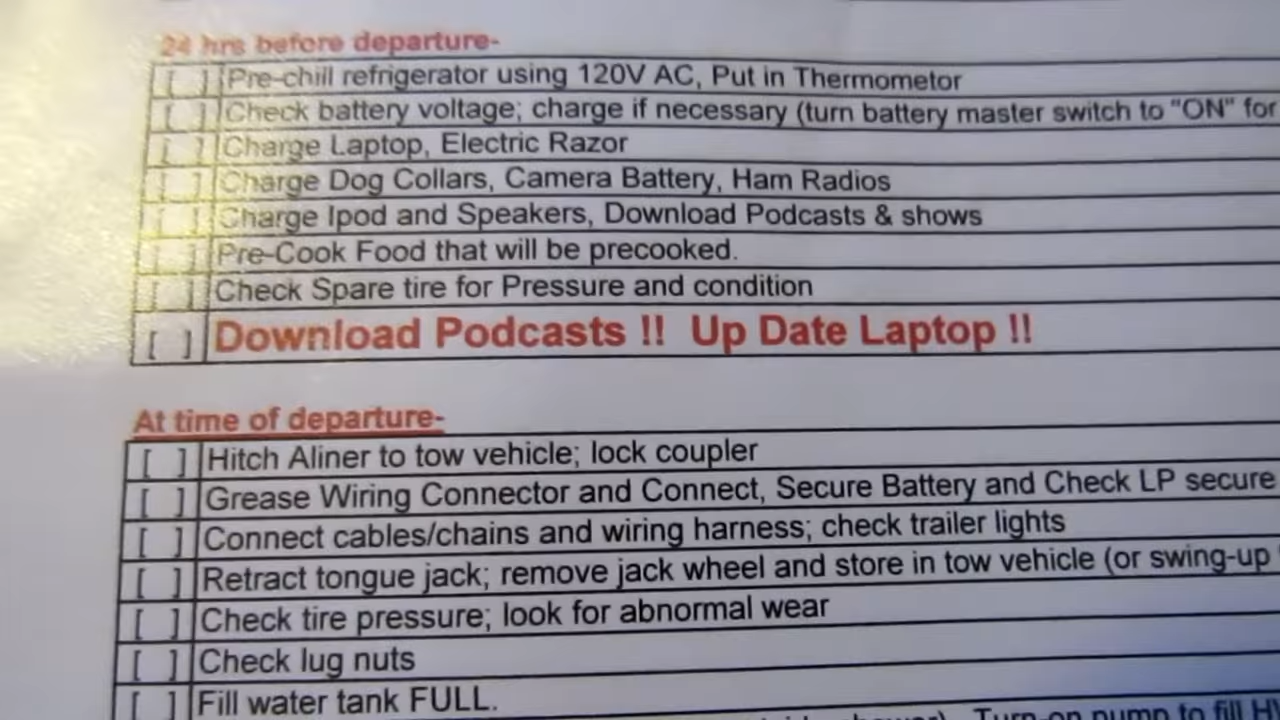 24 hrs before departure-
[ ] Pre-chill refrigerator using 120V AC, Put in Thermometor
[ ] Check battery voltage; charge if necessary (turn battery master switch to "ON" for
[ ] Charge Laptop, Electric Razor
[ ] Charge Dog Collars, Camera Battery, Ham Radios
[ ] Charge Ipod and Speakers, Download Podcasts & shows
[ ] Pre-Cook Food that will be precooked.
[ ] Check Spare tire for Pressure and condition
[ ] Download Podcasts !! Up Date Laptop !!
At time of departure-
[ ] Hitch Aliner to tow vehicle; lock coupler
[ ] Grease Wiring Connector and Connect, Secure Battery and Check LP secure
[ ] Connect cables/chains and wiring harness; check trailer lights
[ ] Retract tongue jack; remove jack wheel and store in tow vehicle (or swing-up
[ ] Check tire pressure; look for abnormal wear
[ ] Check lug nuts
[ ] Fill water tank FULL.
Turn-on pump to fill